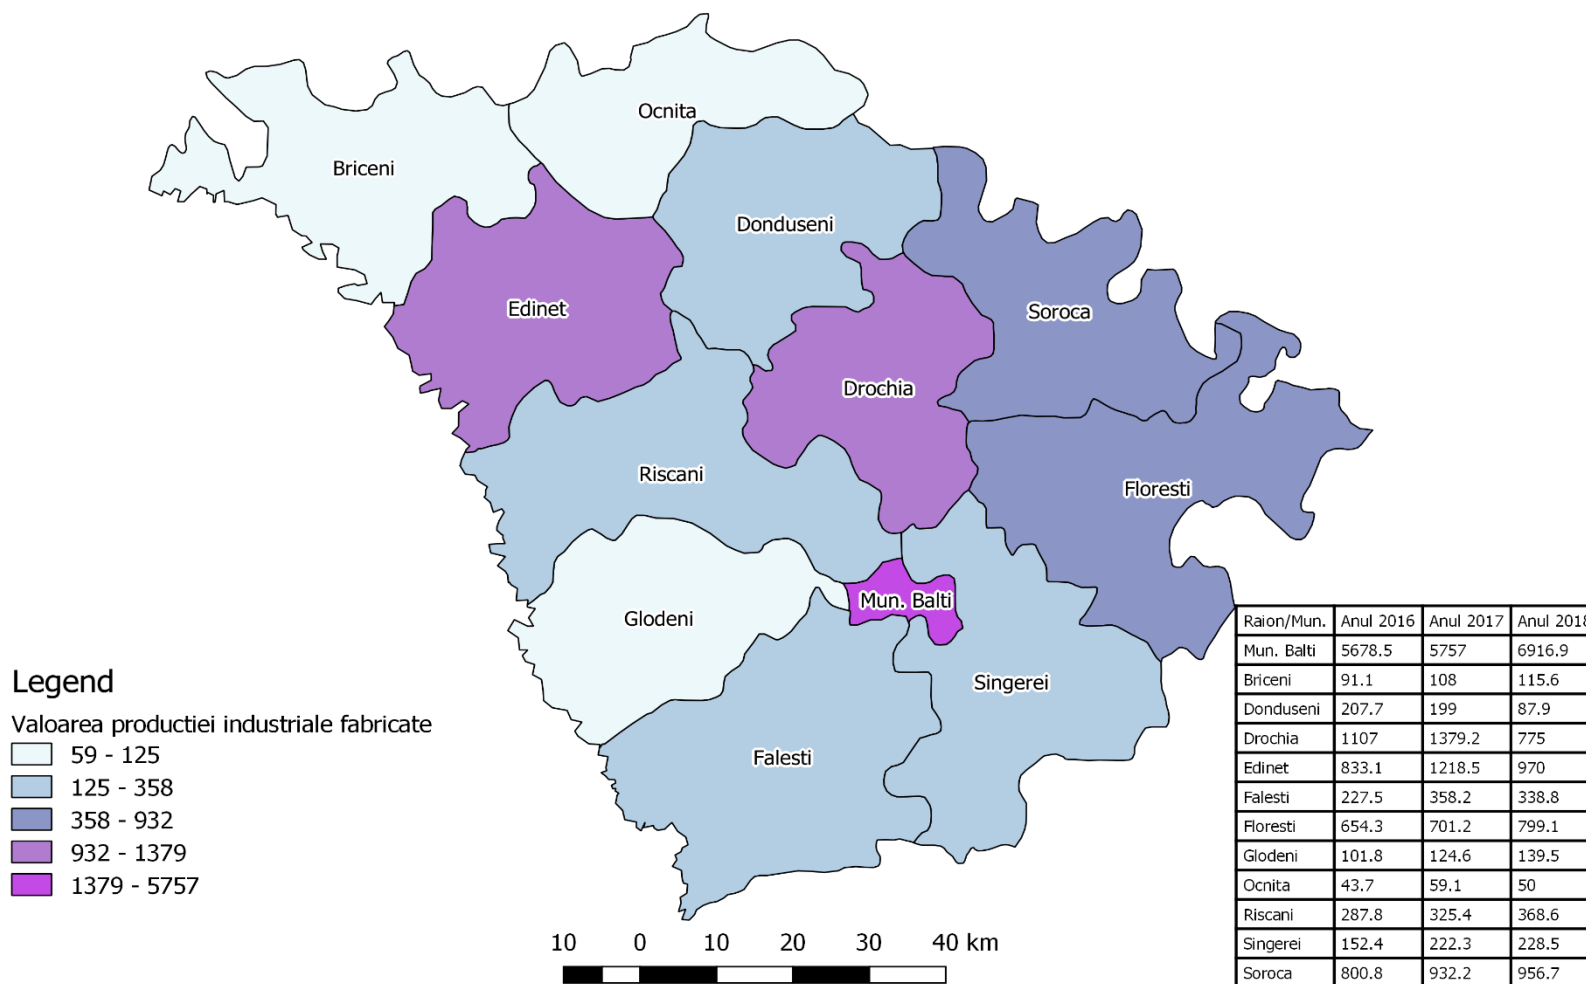 Ocnita
Briceni
Donduseni
Edinet
Soroca
Drochia
Riscani
Floresti
Mun. Balti
Glodeni
Singerei
Falesti
Legend
Valoarea productiei industriale fabricate
59 - 125
125 - 358
358 - 932
932 - 1379
1379 - 5757
10 0 10 20 30 40 km
Raion/Mun. Anul 2016 Anul 2017 Anul 2018
Mun. Balti 5678.5 5757 6916.9
Briceni 91.1 108 115.6
Donduseni 207.7 199 87.9
Drochia 1107 1379.2 775
Edinet 833.1 1218.5 970
Falesti 227.5 358.2 338.8
Floresti 654.3 701.2 799.1
Glodeni 101.8 124.6 139.5
Ocnita 43.7 59.1 50
Riscani 287.8 325.4 368.6
Singerei 152.4 222.3 228.5
Soroca 800.8 932.2 956.7